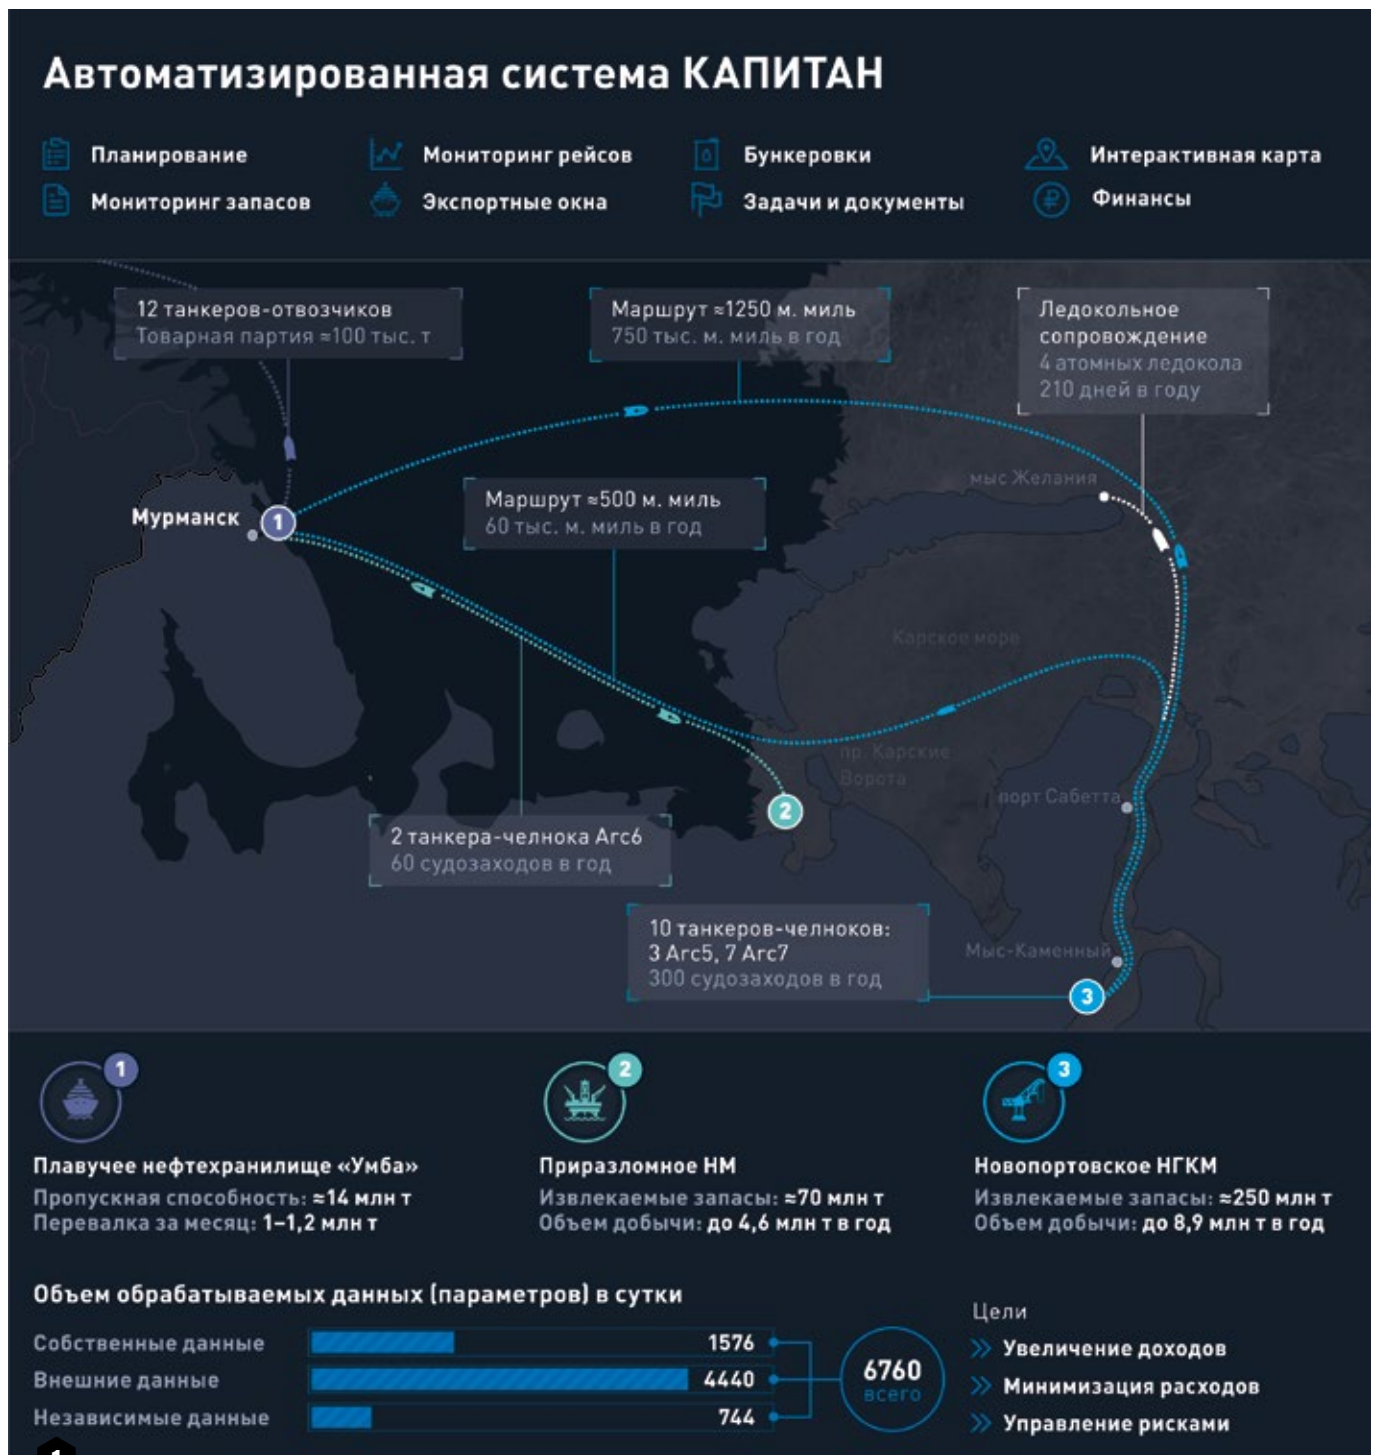 Автоматизированная система КАПИТАН
Планирование
Мониторинг рейсов
Бункеровки
Интерактивная карта
Мониторинг запасов
Экспортные окна
Задачи и документы
Финансы
12 танкеров-отвозчиков
Товарная партия ≈100 тыс. т
Маршрут ≈1250 м. миль
750 тыс. м. миль в год
Ледокольное
сопровождение
4 атомных ледокола
210 дней в году
мыс Желания
Маршрут ≈500 м. миль
60 тыс. м. миль в год
Мурманск
1
Карское море
пр. Карские
Ворота
порт Сабетта
2
2 танкера-челнока Arc6
60 судозаходов в год
10 танкеров-челноков:
3 Arc5, 7 Arc7
300 судозаходов в год
Мыс-Каменный
3
1
Плавучее нефтехранилище «Умба»
Пропускная способность: ≈14 млн т
Перевалка за месяц: 1–1,2 млн т
2
Приразломное НМ
Извлекаемые запасы: ≈70 млн т
Объем добычи: до 4,6 млн т в год
3
Новопортовское НГКМ
Извлекаемые запасы: ≈250 млн т
Объем добычи: до 8,9 млн т в год
Объем обрабатываемых данных (параметров) в сутки
Собственные данные 1576
Внешние данные 4440
Независимые данные 744
6760
всего
Цели
Увеличение доходов
Минимизация расходов
Управление рисками
1